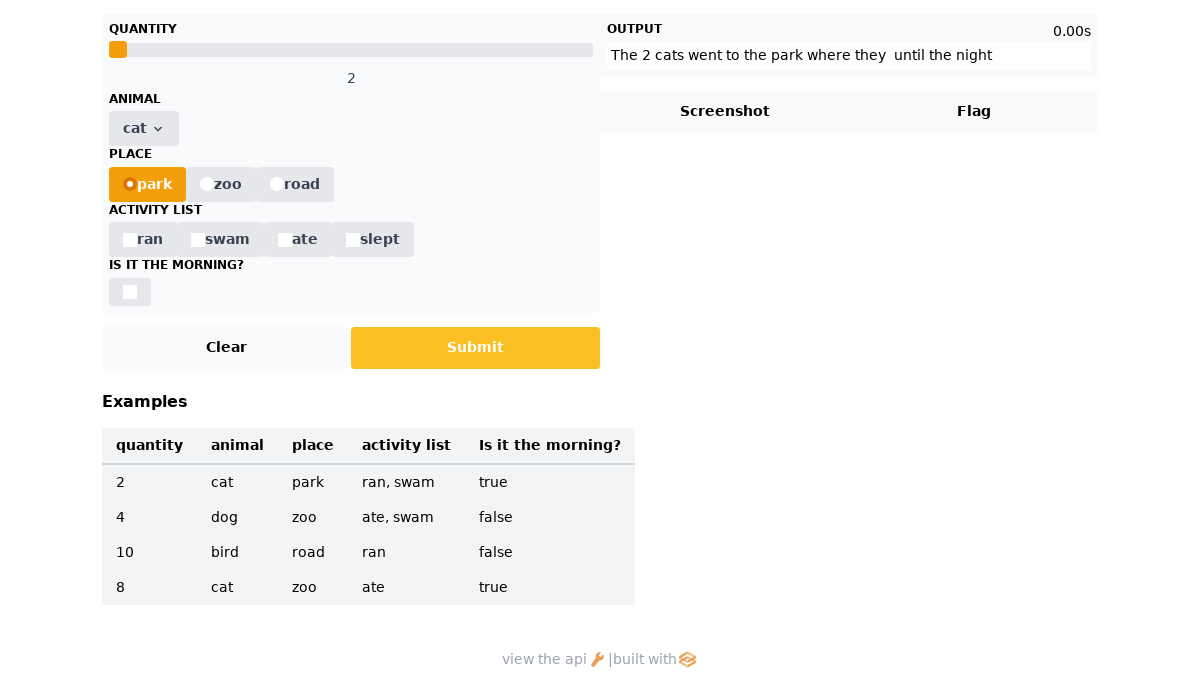 QUANTITY
2
ANIMAL
cat
PLACE
park zoo road
ACTIVITY LIST
ran swam ate slept
IS IT THE MORNING?
Clear Submit
OUTPUT 0.00s
The 2 cats went to the park where they  until the night
Screenshot Flag
Examples
quantity animal place activity list Is it the morning?
2 cat park ran, swam true
4 dog zoo ate, swam false
10 bird road ran false
8 cat zoo ate true
view the api | built with